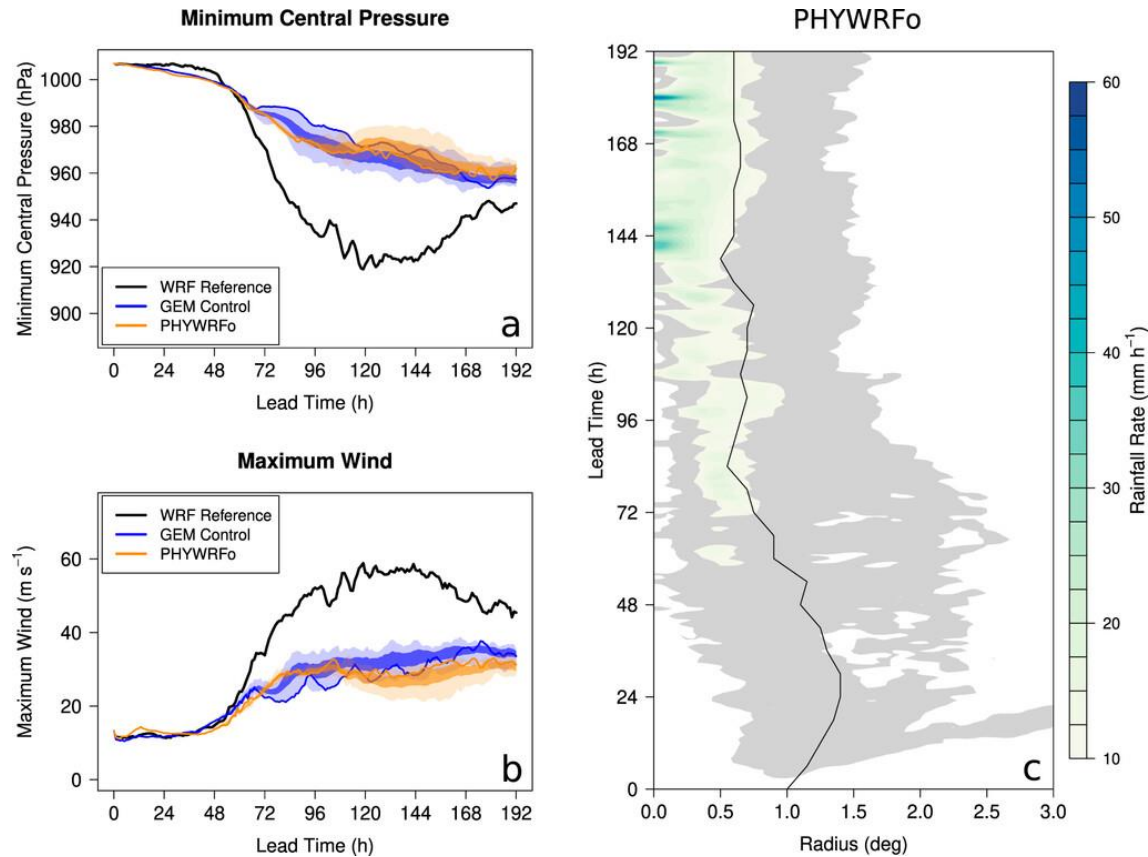 Minimum Central Pressure
Minimum Central Pressure (hPa)
1000
980
960
940
920
900
WRF Reference
GEM Control
PHYWRFo
a
0 24 48 72 96 120 144 168 192
Lead Time (h)
Maximum Wind
Maximum Wind (m s⁻¹)
60
40
20
0
WRF Reference
GEM Control
PHYWRFo
b
0 24 48 72 96 120 144 168 192
Lead Time (h)
PHYWRFo
Lead Time (h)
192
168
144
120
96
72
48
24
0
c
0.0 0.5 1.0 1.5 2.0 2.5 3.0
Radius (deg)
60
50
40
30
20
10
Rainfall Rate (mm h⁻¹)